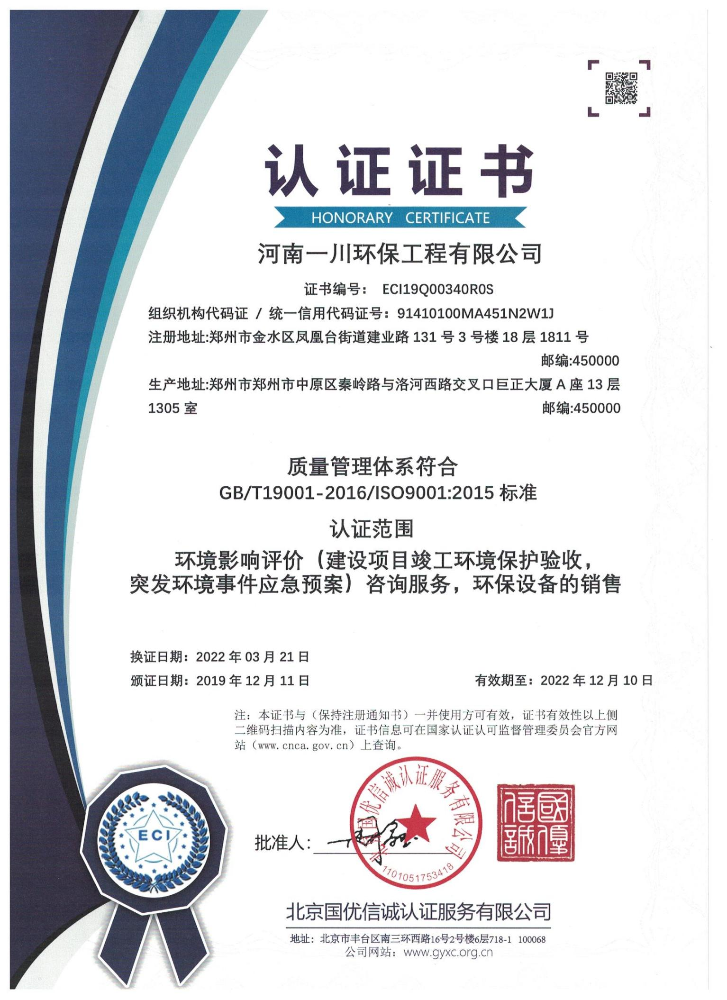 认证证书
HONORARY CERTIFICATE
河南一川环保工程有限公司
证书编号： ECI19Q00340R0S
组织机构代码证 / 统一信用代码证号：91410100MA451N2W1J
注册地址:郑州市金水区凤凰台街道建业路 131 号 3 号楼 18 层 1811 号
邮编:450000
生产地址:郑州市郑州市中原区秦岭路与洛河西路交叉口巨正大厦 A 座 13 层
1305 室 邮编:450000
质量管理体系符合
GB/T19001-2016/ISO9001:2015 标准
认证范围
环境影响评价（建设项目竣工环境保护验收，
突发环境事件应急预案）咨询服务，环保设备的销售
换证日期：2022 年 03 月 21 日
颁证日期：2019 年 12 月 11 日 有效期至：2022 年 12 月 10 日
注：本证书与（保持注册通知书）一并使用方可有效，证书有效性以上侧
二维码扫描内容为准，证书信息可在国家认证认可监督管理委员会官方网
站（www.cnca.gov.cn）上查询。
ECI
批准人：
北京国优信诚认证服务有限公司
1101051753418
國優
信誠
北京国优信诚认证服务有限公司
地址：北京市丰台区南三环西路16号2号楼6层718-1 100068
公司网站：www.gyxc.org.cn